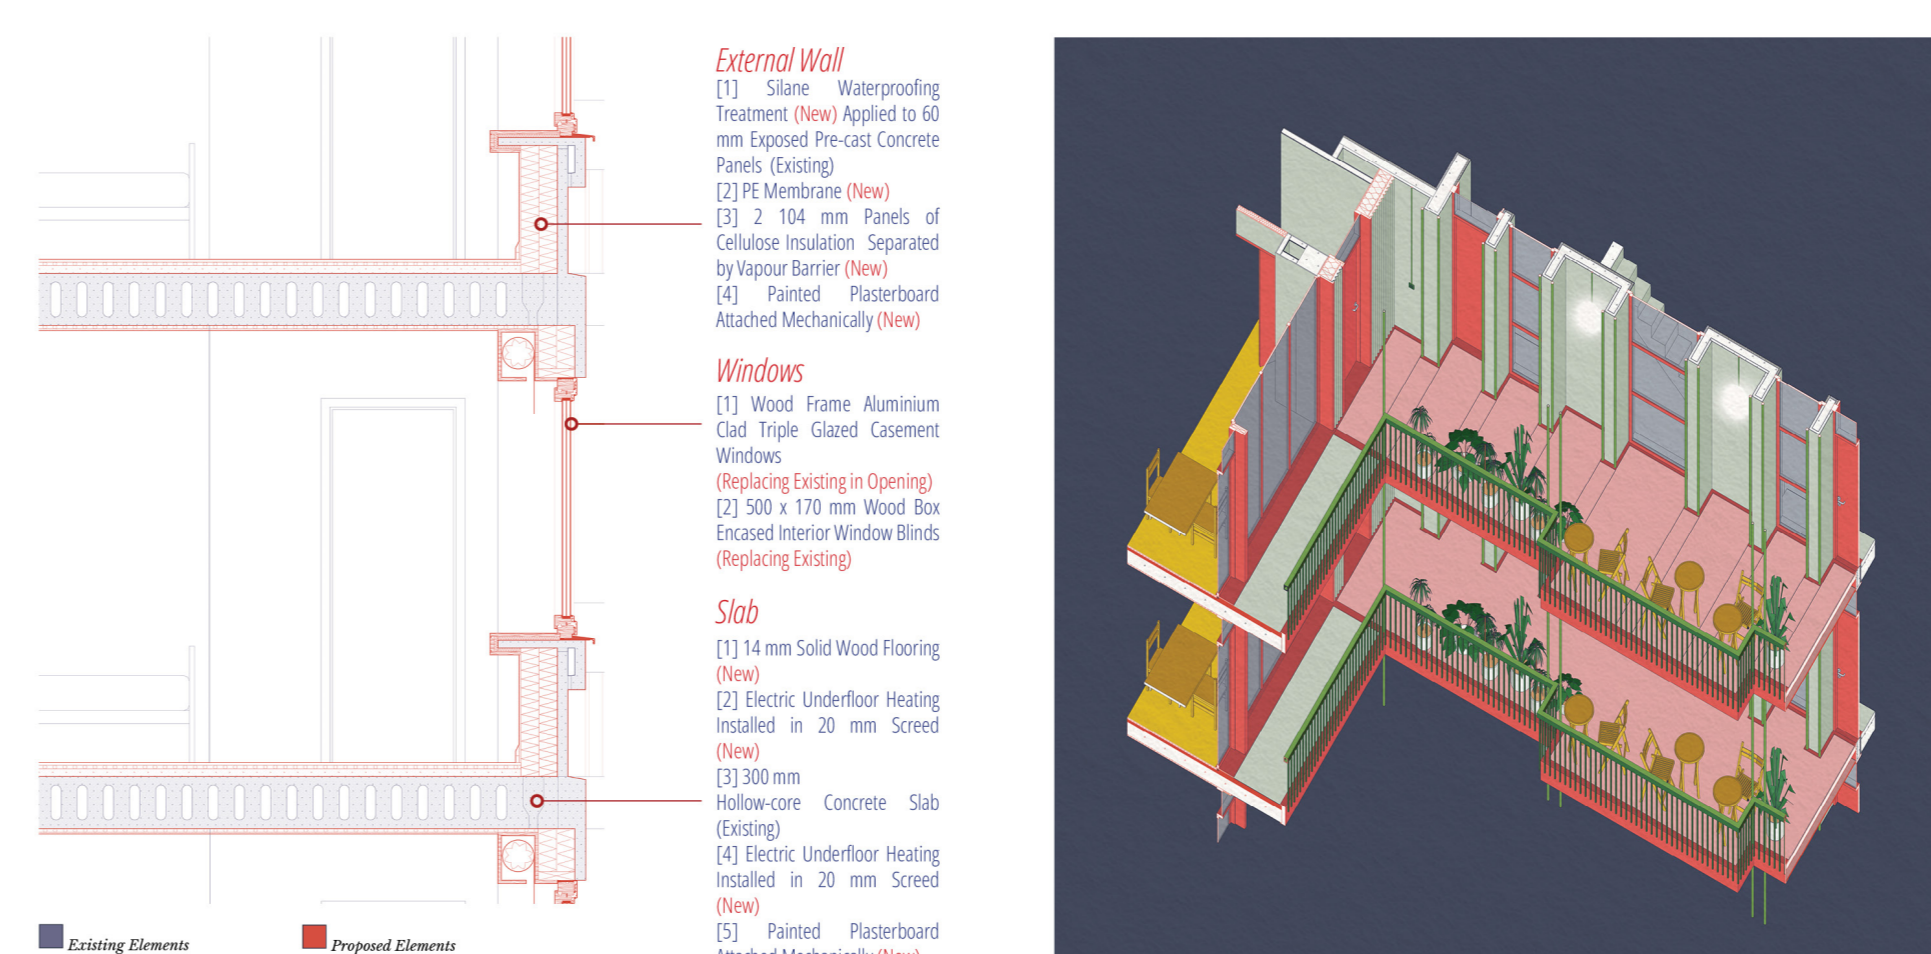 External Wall
[1] Silane Waterproofing
Treatment (New) Applied to 60
mm Exposed Pre-cast Concrete
Panels (Existing)
[2] PE Membrane (New)
[3] 2 104 mm Panels of
Cellulose Insulation Separated
by Vapour Barrier (New)
[4] Painted Plasterboard
Attached Mechanically (New)
Windows
[1] Wood Frame Aluminium
Clad Triple Glazed Casement
Windows
(Replacing Existing in Opening)
[2] 500 x 170 mm Wood Box
Encased Interior Window Blinds
(Replacing Existing)
Slab
[1] 14 mm Solid Wood Flooring
(New)
[2] Electric Underfloor Heating
Installed in 20 mm Screed
(New)
[3] 300 mm
Hollow-core Concrete Slab
(Existing)
[4] Electric Underfloor Heating
Installed in 20 mm Screed
(New)
[5] Painted Plasterboard
Attached Mechanically (New)
Existing Elements
Proposed Elements